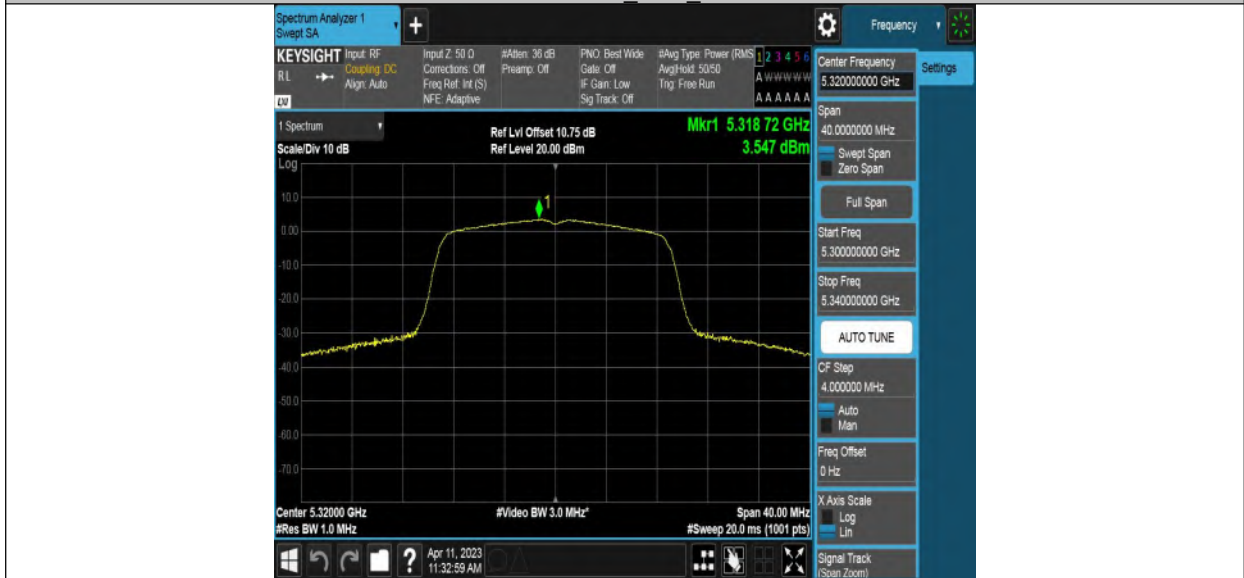 Spectrum Analyzer 1
Swept SA
+
Frequency
KEYSIGHT Input: RF
Coupling: DC
Align: Auto
RL
LXI
Input Z: 50 Ω
Corrections: Off
Freq Ref: Int (S)
NFE: Adaptive
#Atten: 36 dB
Preamp: Off
PNO: Best Wide
Gate: Off
IF Gain: Low
Sig Track: Off
#Avg Type: Power (RMS
Avg|Hold: 50/50
Trig: Free Run
1 2 3 4 5 6
A W W W W W
A A A A A A
1 Spectrum
Scale/Div 10 dB
Log
Ref Lvl Offset 10.75 dB
Ref Level 20.00 dBm
Mkr1 5.318 72 GHz
3.547 dBm
1
10.0
0.00
-10.0
-20.0
-30.0
-40.0
-50.0
-60.0
-70.0
Center 5.32000 GHz
#Res BW 1.0 MHz
#Video BW 3.0 MHz*
Span 40.00 MHz
#Sweep 20.0 ms (1001 pts)
?
Apr 11, 2023
11:32:59 AM
Center Frequency
5.320000000 GHz
Settings
Span
40.0000000 MHz
Swept Span
Zero Span
Full Span
Start Freq
5.300000000 GHz
Stop Freq
5.340000000 GHz
AUTO TUNE
CF Step
4.000000 MHz
Auto
Man
Freq Offset
0 Hz
X Axis Scale
Log
Lin
Signal Track
(Span Zoom)